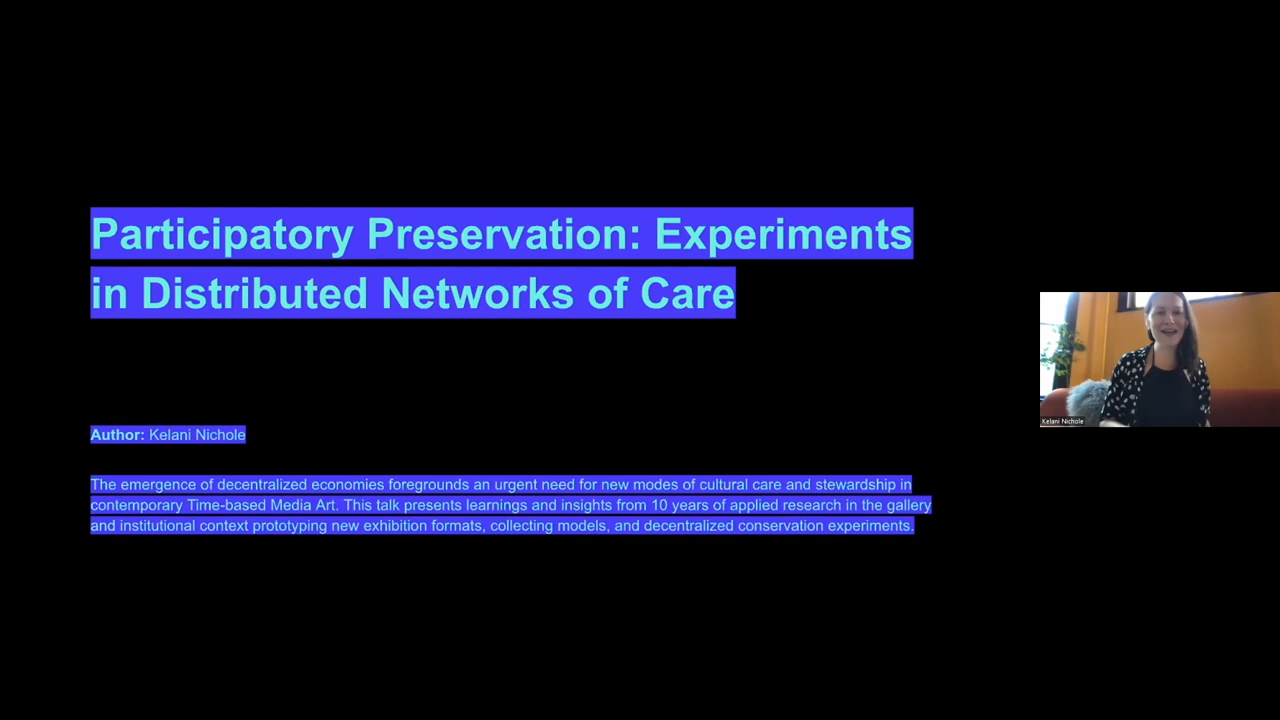 Participatory Preservation: Experiments
in Distributed Networks of Care
Author: Kelani Nichole
The emergence of decentralized economies foregrounds an urgent need for new modes of cultural care and stewardship in
contemporary Time-based Media Art. This talk presents learnings and insights from 10 years of applied research in the gallery
and institutional context prototyping new exhibition formats, collecting models, and decentralized conservation experiments.
Kelani Nichole